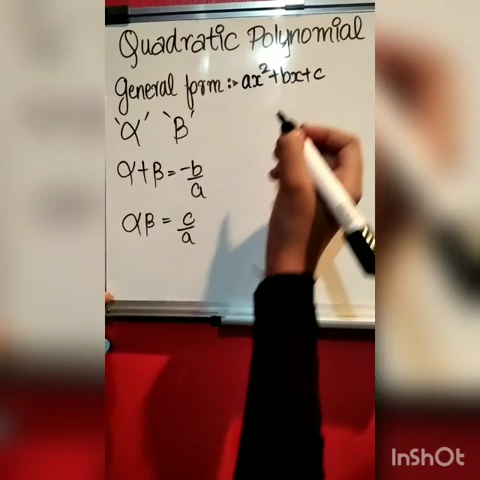 Quadratic Polynomial
General form :- ax²+bx+c
'α' 'β'
α+β = -b/a
αβ = c/a
InShOt